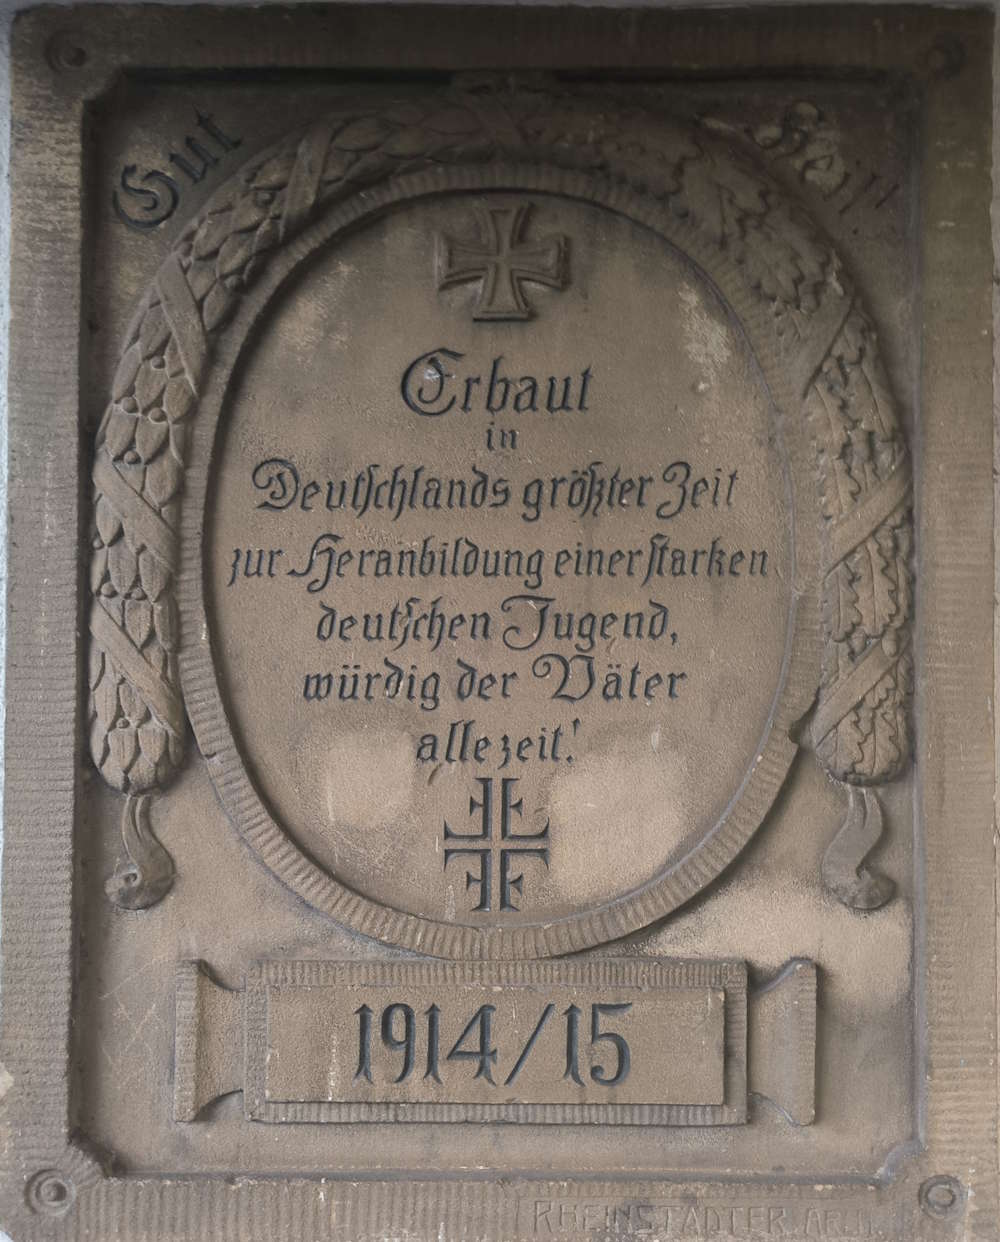 Gut
Heil
Erbaut
in
Deutschlands größter Zeit
zur Heranbildung einer starken
deutschen Jugend,
würdig der Väter
allezeit!
1914/15
RHEINSTÄDTER. ARCH.